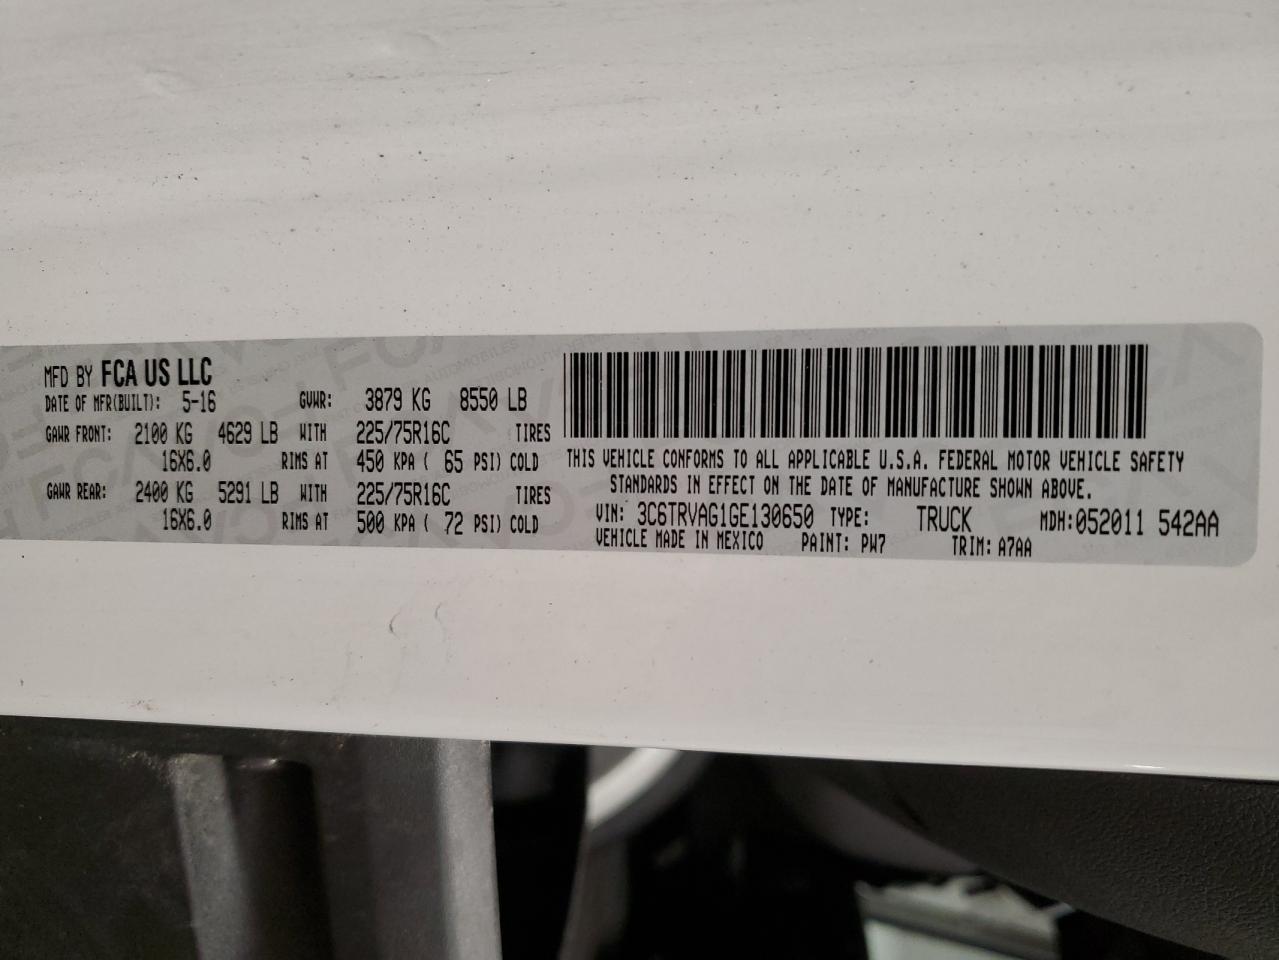 MFD BY FCA US LLC
DATE OF MFR(BUILT): 5-16 GVWR: 3879 KG 8550 LB
GAWR FRONT: 2100 KG 4629 LB WITH 225/75R16C TIRES
16X6.0 RIMS AT 450 KPA ( 65 PSI) COLD
GAWR REAR: 2400 KG 5291 LB WITH 225/75R16C TIRES
16X6.0 RIMS AT 500 KPA ( 72 PSI) COLD
THIS VEHICLE CONFORMS TO ALL APPLICABLE U.S.A. FEDERAL MOTOR VEHICLE SAFETY
STANDARDS IN EFFECT ON THE DATE OF MANUFACTURE SHOWN ABOVE.
VIN: 3C6TRVAG1GE130650 TYPE: TRUCK MDH:052011 542AA
VEHICLE MADE IN MEXICO PAINT: PW7 TRIM: A7AA